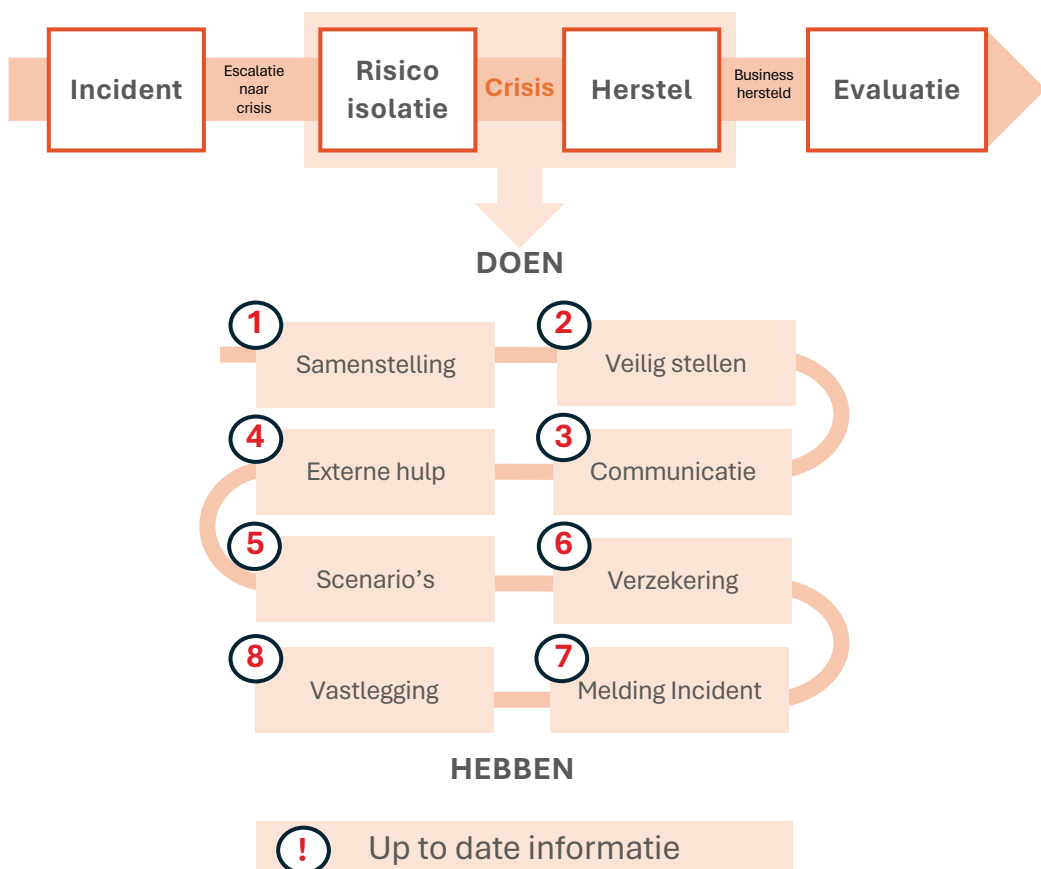 Incident
Escalatie
naar
crisis
Risico
isolatie
Crisis
Herstel
Business
hersteld
Evaluatie
DOEN
1
Samenstelling
2
Veilig stellen
4
Externe hulp
3
Communicatie
5
Scenario's
6
Verzekering
8
Vastlegging
7
Melding Incident
HEBBEN
! Up to date informatie